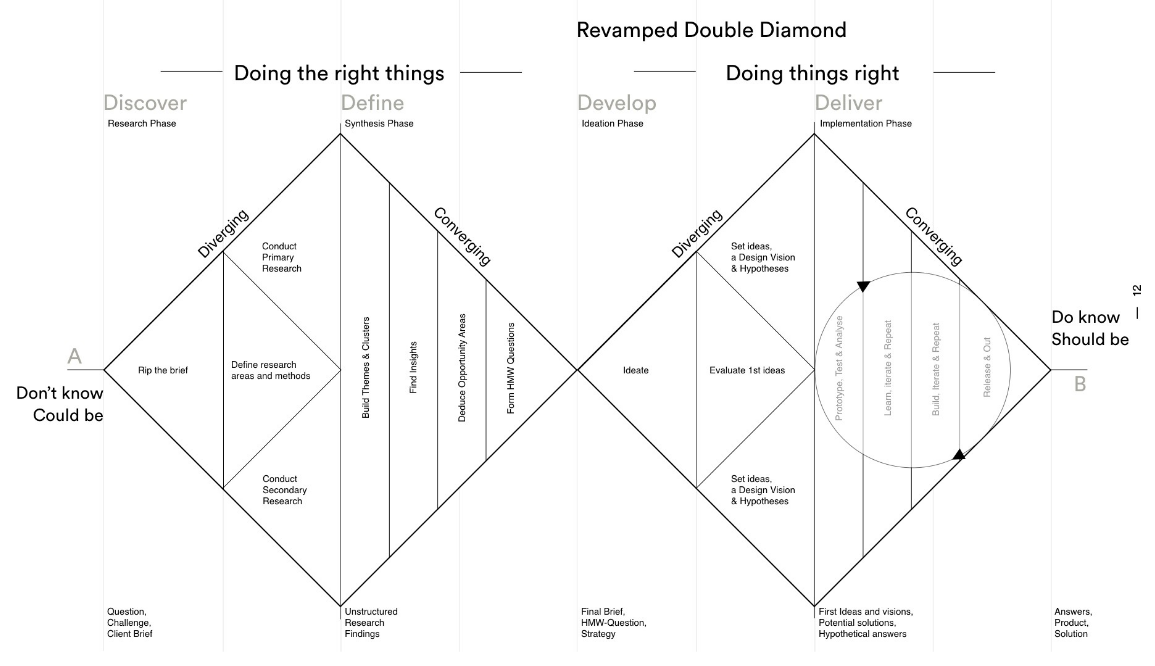 Revamped Double Diamond
Doing the right things
Doing things right
Discover
Research Phase
Define
Synthesis Phase
Develop
Ideation Phase
Deliver
Implementation Phase
Diverging
Converging
Diverging
Converging
A
Don't know
Could be
Rip the brief
Define research
areas and methods
Conduct
Primary
Research
Conduct
Secondary
Research
Build Themes & Clusters
Find Insights
Deduce Opportunity Areas
Form HMW Questions
Ideate
Evaluate 1st ideas
Set ideas,
a Design Vision
& Hypotheses
Set ideas,
a Design Vision
& Hypotheses
Prototype, Test & Analyse
Learn, Iterate & Repeat
Build, Iterate & Repeat
Release & Out
Do know
Should be
B
— 12
Question,
Challenge,
Client Brief
Unstructured
Research
Findings
Final Brief,
HMW-Question,
Strategy
First Ideas and visions,
Potential solutions,
Hypothetical answers
Answers,
Product,
Solution